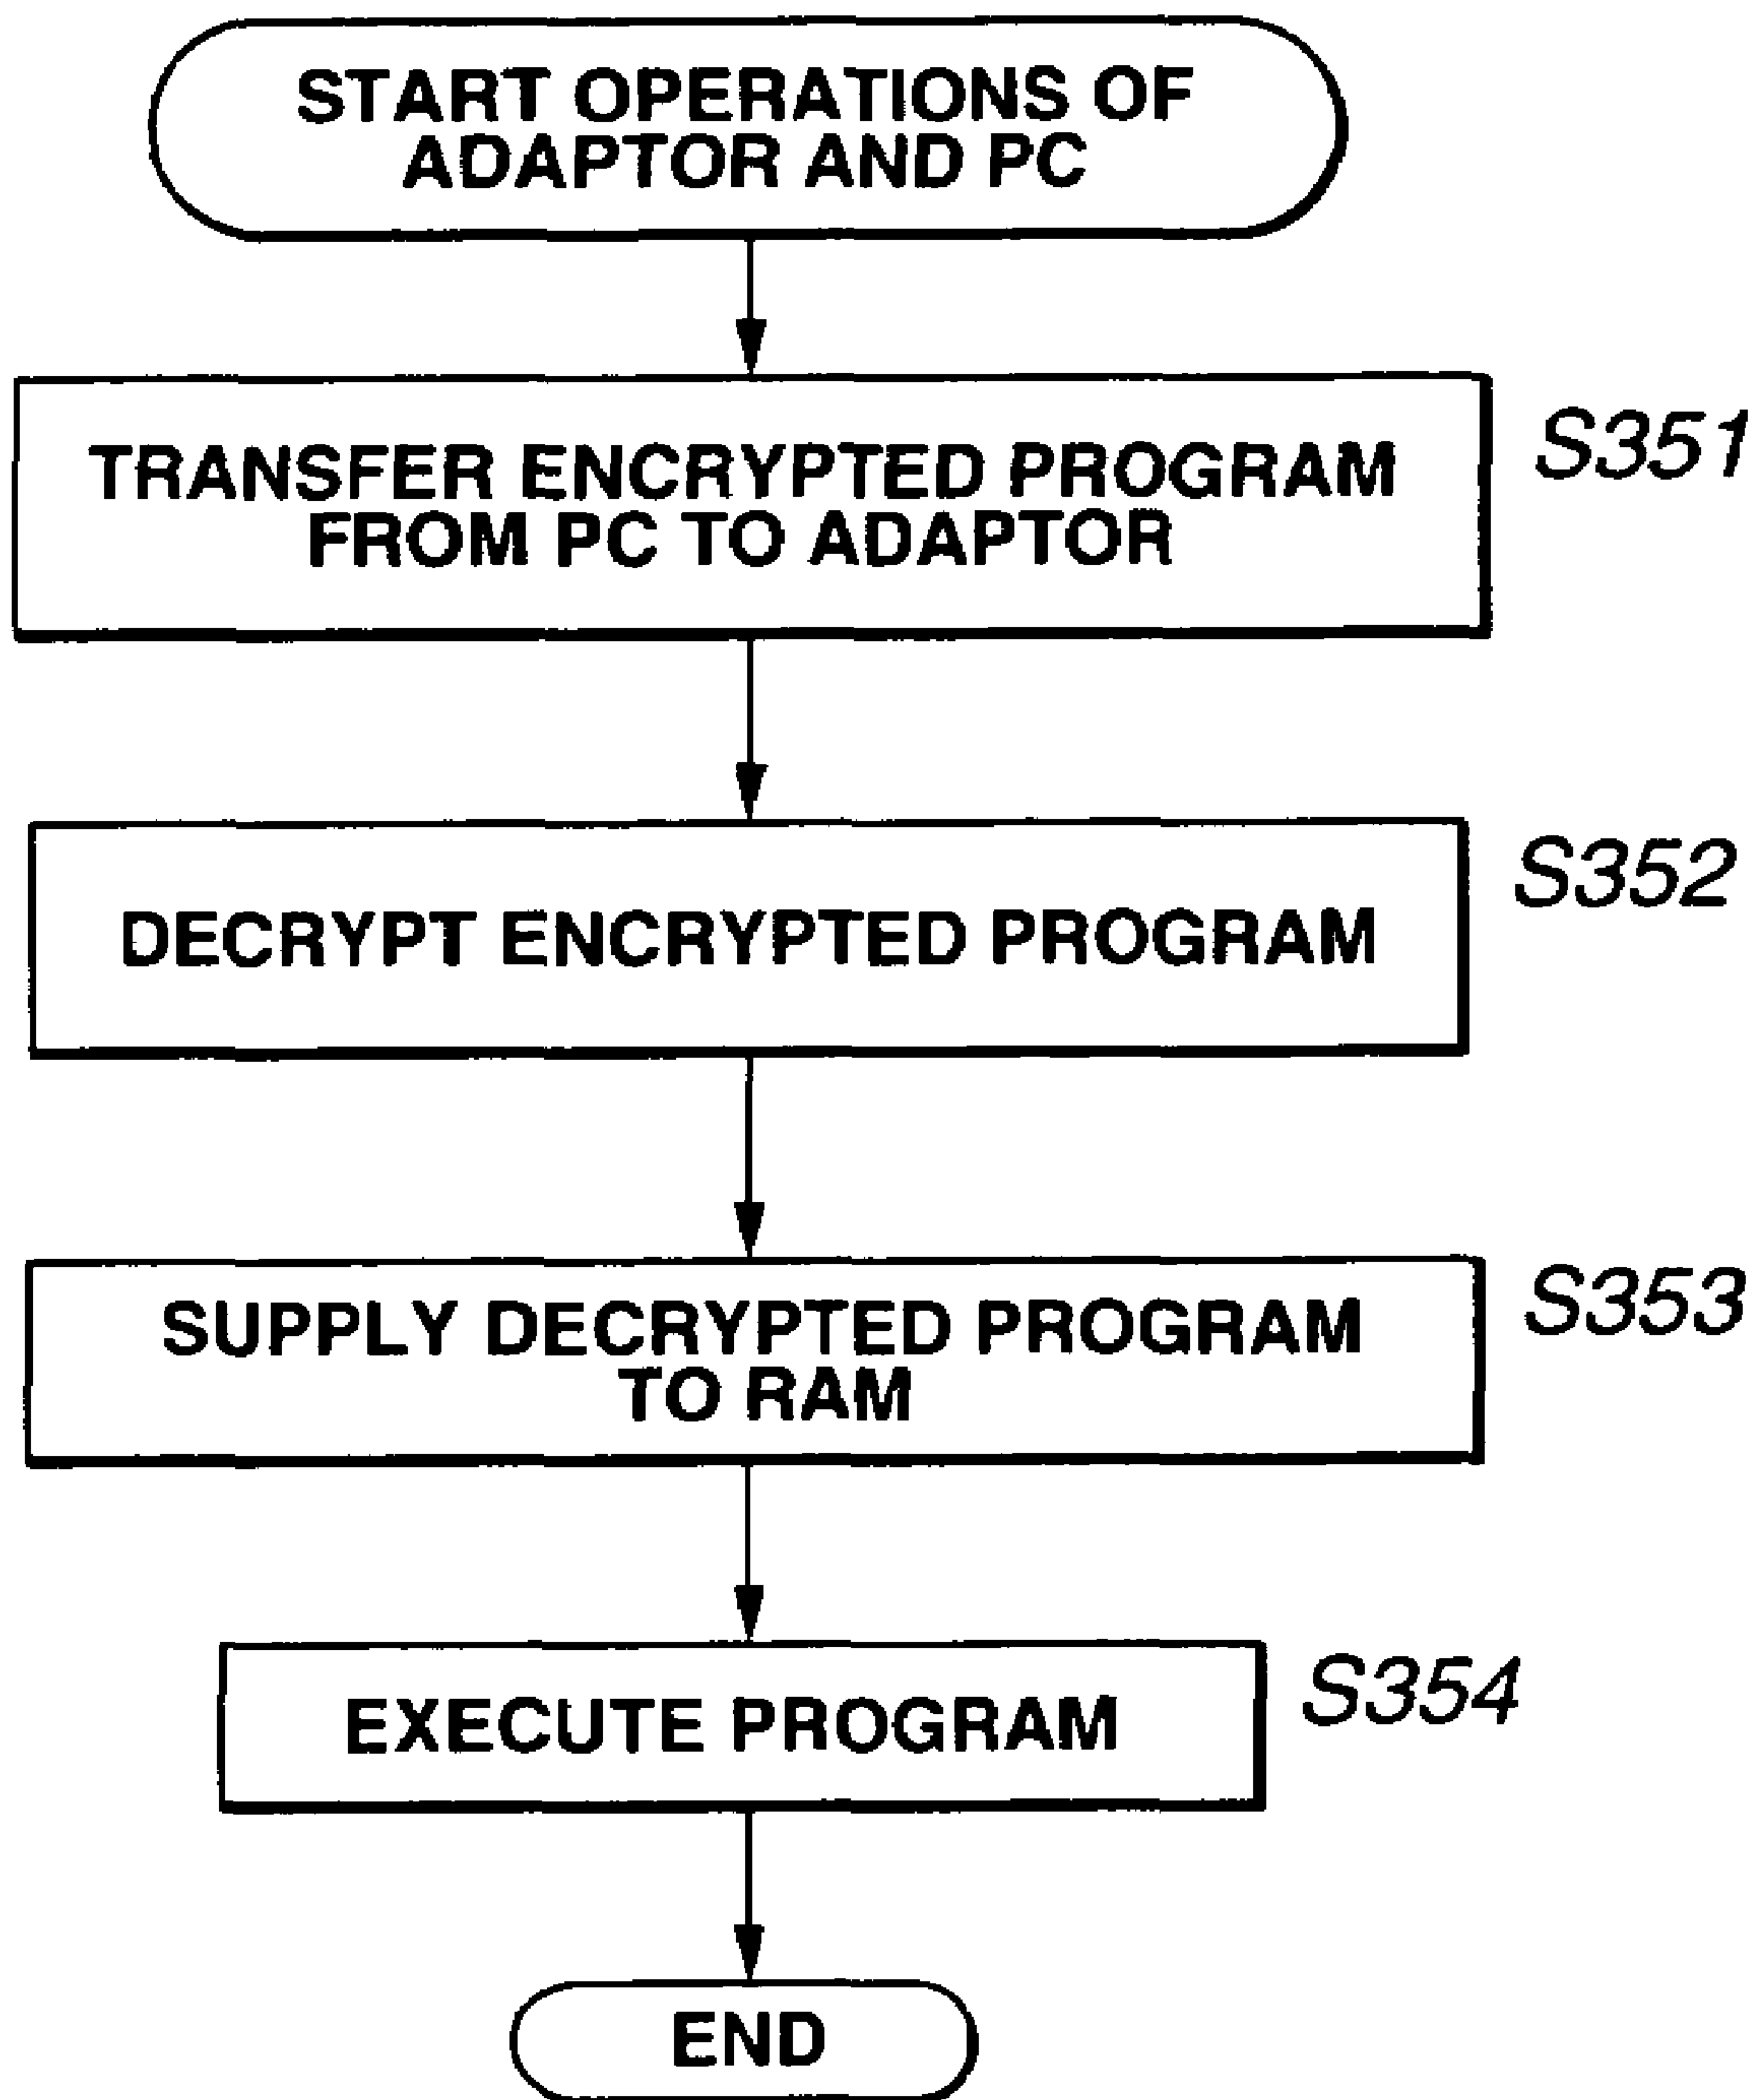 START OPERATIONS OF
ADAPTOR AND PC
TRANSFER ENCRYPTED PROGRAM
FROM PC TO ADAPTOR
S351
DECRYPT ENCRYPTED PROGRAM
S352
SUPPLY DECRYPTED PROGRAM
TO RAM
S353
EXECUTE PROGRAM
S354
END